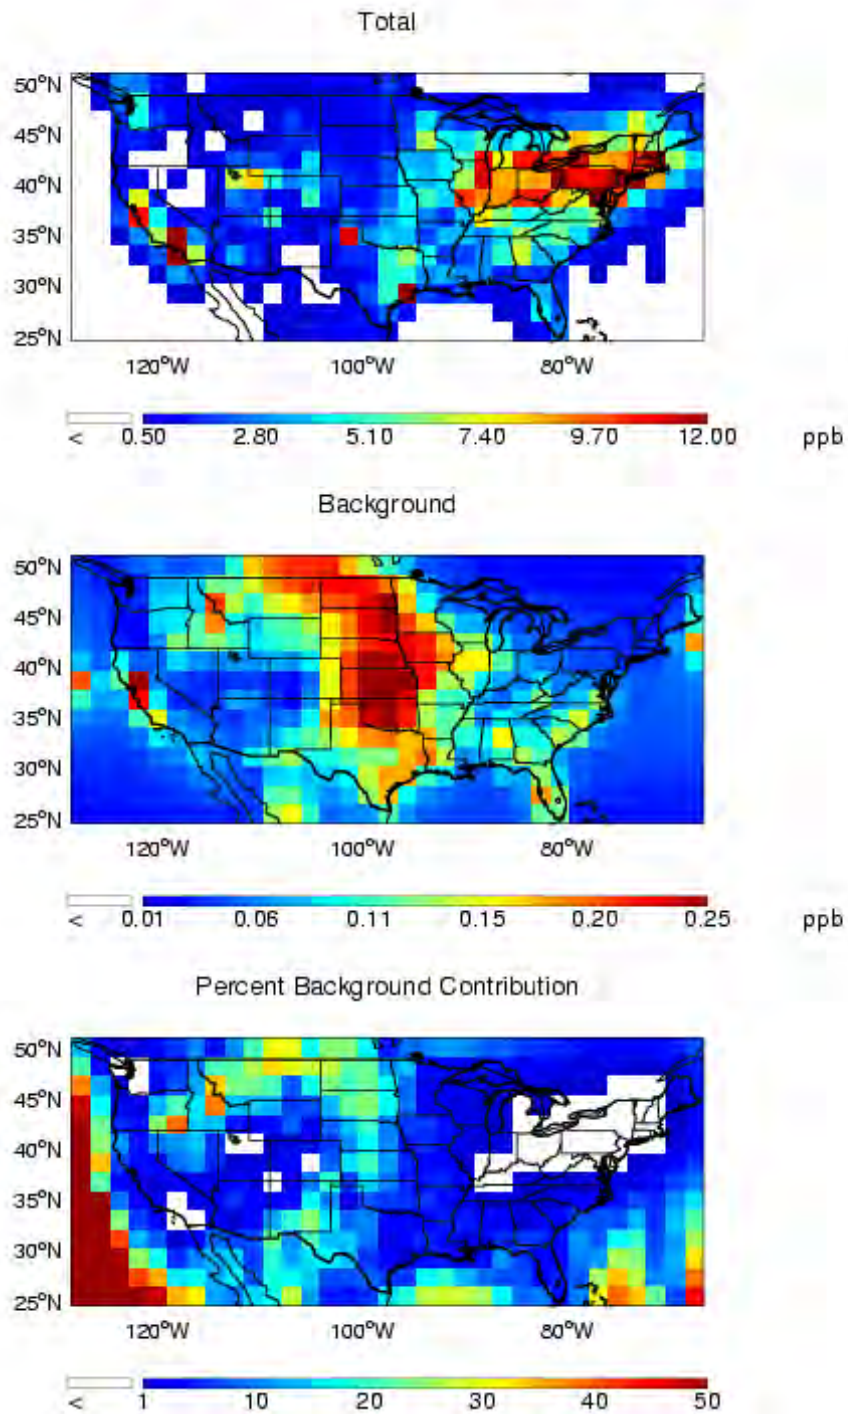 Total
50°N
45°N
40°N
35°N
30°N
25°N
120°W 100°W 80°W
< 0.50 2.80 5.10 7.40 9.70 12.00 ppb
Background
50°N
45°N
40°N
35°N
30°N
25°N
120°W 100°W 80°W
< 0.01 0.06 0.11 0.15 0.20 0.25 ppb
Percent Background Contribution
50°N
45°N
40°N
35°N
30°N
25°N
120°W 100°W 80°W
< 1 10 20 30 40 50